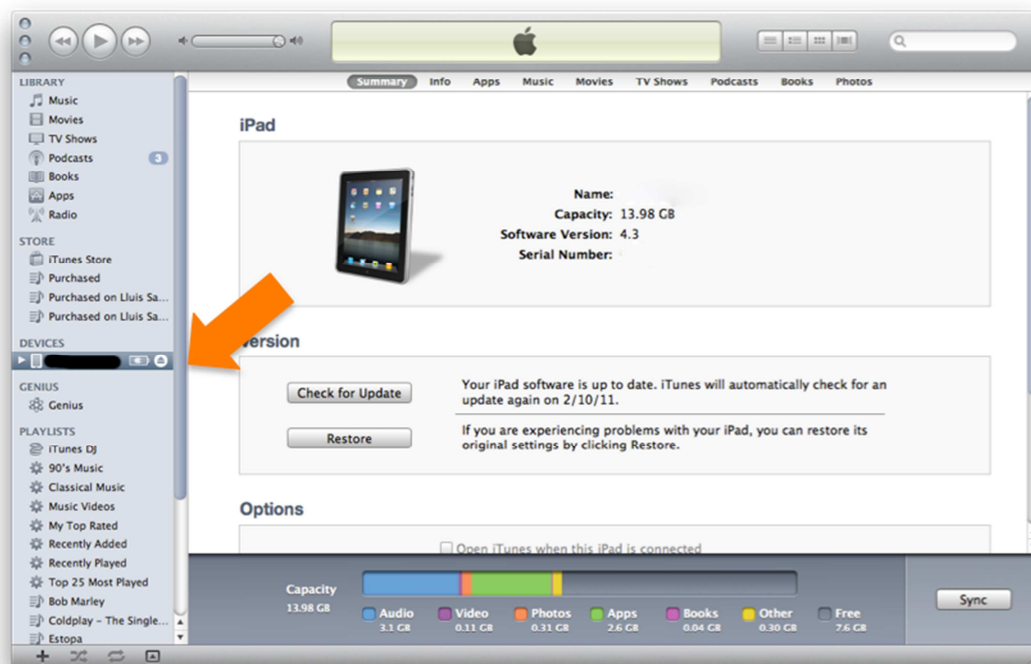 Summary Info Apps Music Movies TV Shows Podcasts Books Photos
LIBRARY
Music
Movies
TV Shows
Podcasts 3
Books
Apps
Radio
STORE
iTunes Store
Purchased
Purchased on Lluis Sa...
Purchased on Lluis Sa...
DEVICES
GENIUS
Genius
PLAYLISTS
iTunes DJ
90's Music
Classical Music
Music Videos
My Top Rated
Recently Added
Recently Played
Top 25 Most Played
Bob Marley
Coldplay - The Single...
Estopa
iPad
Name:
Capacity: 13.98 GB
Software Version: 4.3
Serial Number:
Version
Check for Update
Your iPad software is up to date. iTunes will automatically check for an
update again on 2/10/11.
Restore
If you are experiencing problems with your iPad, you can restore its
original settings by clicking Restore.
Options
Open iTunes when this iPad is connected
Capacity
13.98 GB
Audio Video Photos Apps Books Other Free
3.1 GB 0.11 GB 0.31 GB 2.6 GB 0.04 GB 0.30 GB 7.6 GB
Sync